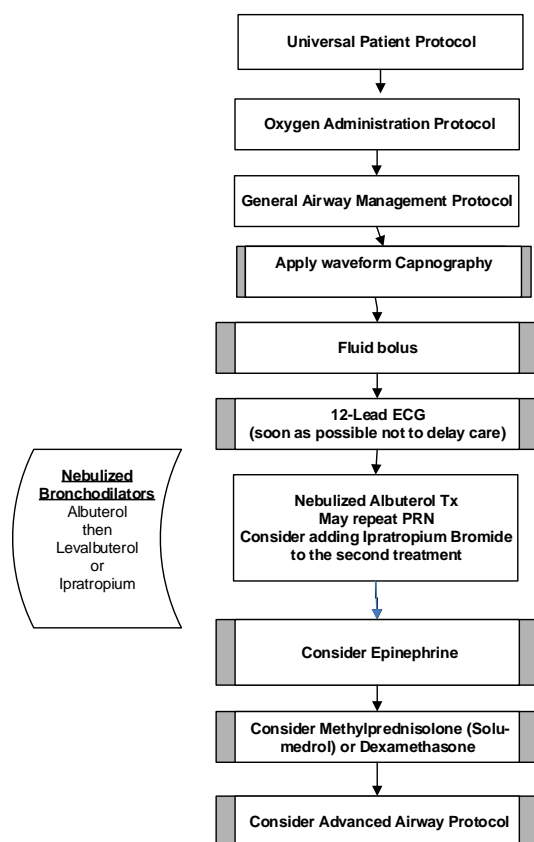 Universal Patient Protocol
Oxygen Administration Protocol
General Airway Management Protocol
Apply waveform Capnography
Fluid bolus
12-Lead ECG
(soon as possible not to delay care)
Nebulized
Bronchodilators
Albuterol
then
Levalbuterol
or
Ipratropium
Nebulized Albuterol Tx
May repeat PRN
Consider adding Ipratropium Bromide
to the second treatment
Consider Epinephrine
Consider Methylprednisolone (Solu-
medrol) or Dexamethasone
Consider Advanced Airway Protocol